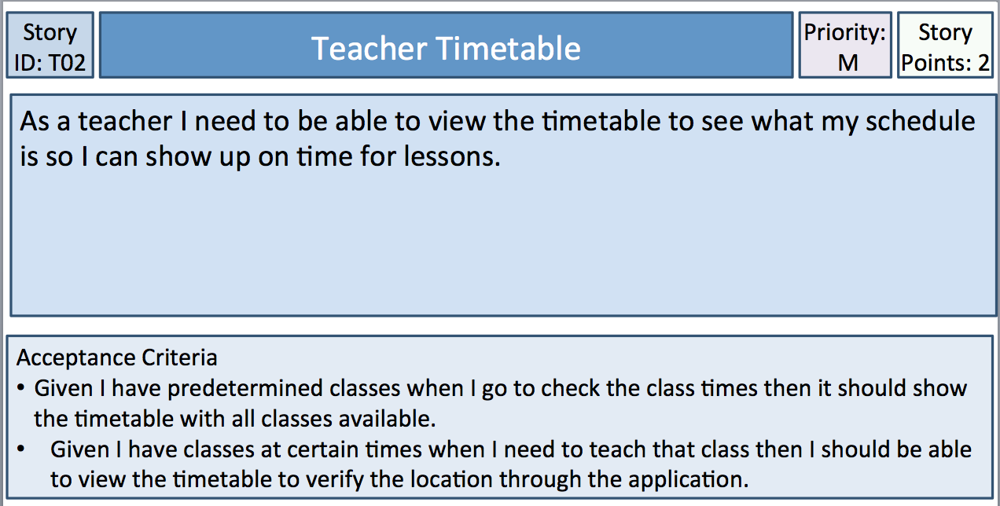 Story
ID: T02
Teacher Timetable
Priority:
M
Story
Points: 2
As a teacher I need to be able to view the timetable to see what my schedule
is so I can show up on time for lessons.
Acceptance Criteria
• Given I have predetermined classes when I go to check the class times then it should show
the timetable with all classes available.
• Given I have classes at certain times when I need to teach that class then I should be able
to view the timetable to verify the location through the application.